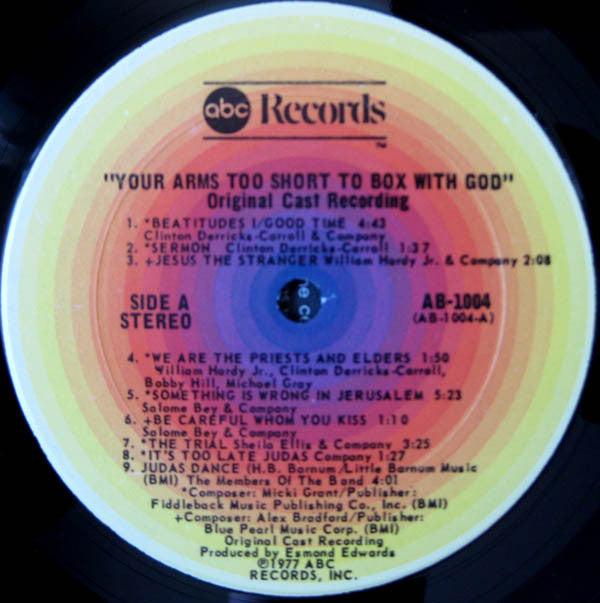 abc Records
TM
"YOUR ARMS TOO SHORT TO BOX WITH GOD"
Original Cast Recording
1. *BEATITUDES I/GOOD TIME 4:43
Clinton Derricks-Carroll & Company
2. *SERMON Clinton Derricks-Carroll 1:37
3. +JESUS THE STRANGER William Hardy Jr. & Company 2:08
SIDE A
STEREO
AB-1004
(AB-1004-A)
4. *WE ARE THE PRIESTS AND ELDERS 1:50
William Hardy Jr., Clinton Derricks-Carroll,
Bobby Hill, Michael Gray
5. *SOMETHING IS WRONG IN JERUSALEM 5:23
Salome Bey & Company
6. +BE CAREFUL WHOM YOU KISS 1:10
Salome Bey & Company
7. *THE TRIAL Sheila Ellis & Company 3:25
8. *IT'S TOO LATE JUDAS Company 1:27
9. JUDAS DANCE (H.B. Barnum/Little Barnum Music
(BMI) The Members Of The Band 4:01
*Composer: Micki Grant/Publisher:
Fiddleback Music Publishing Co., Inc. (BMI)
+Composer: Alex Bradford/Publisher:
Blue Pearl Music Corp. (BMI)
Original Cast Recording
Produced by Esmond Edwards
℗1977 ABC
RECORDS, INC.